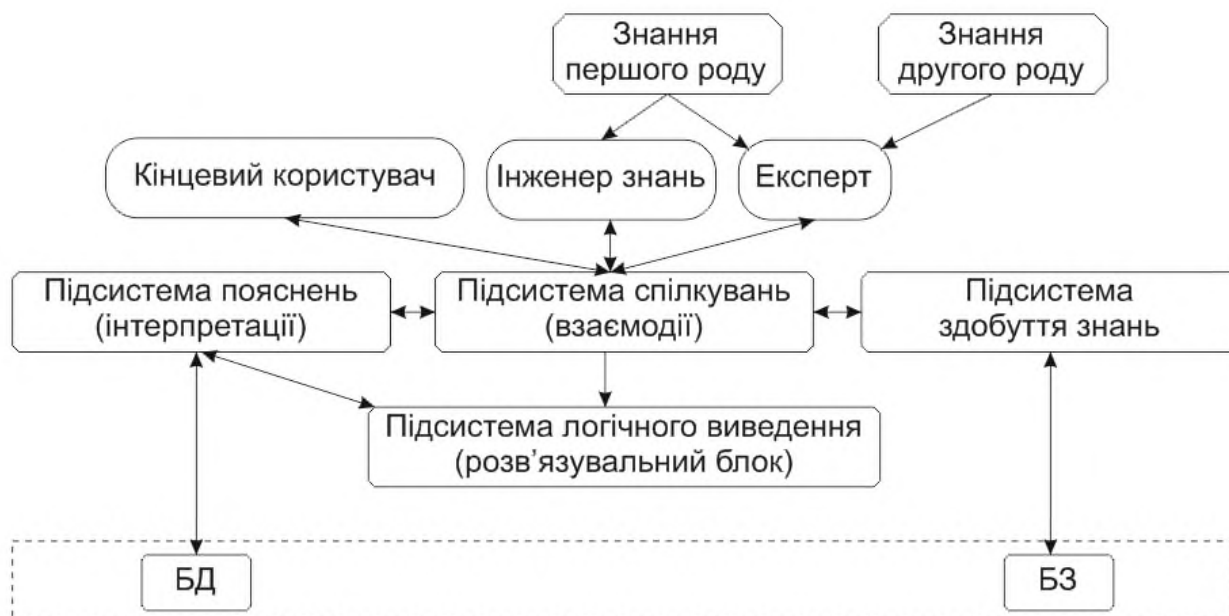 Знання
першого роду
Знання
другого роду
Кінцевий користувач
Інженер знань
Експерт
Підсистема пояснень
(інтерпретації)
Підсистема спілкувань
(взаємодії)
Підсистема
здобуття знань
Підсистема логічного виведення
(розв'язувальний блок)
БД
БЗ